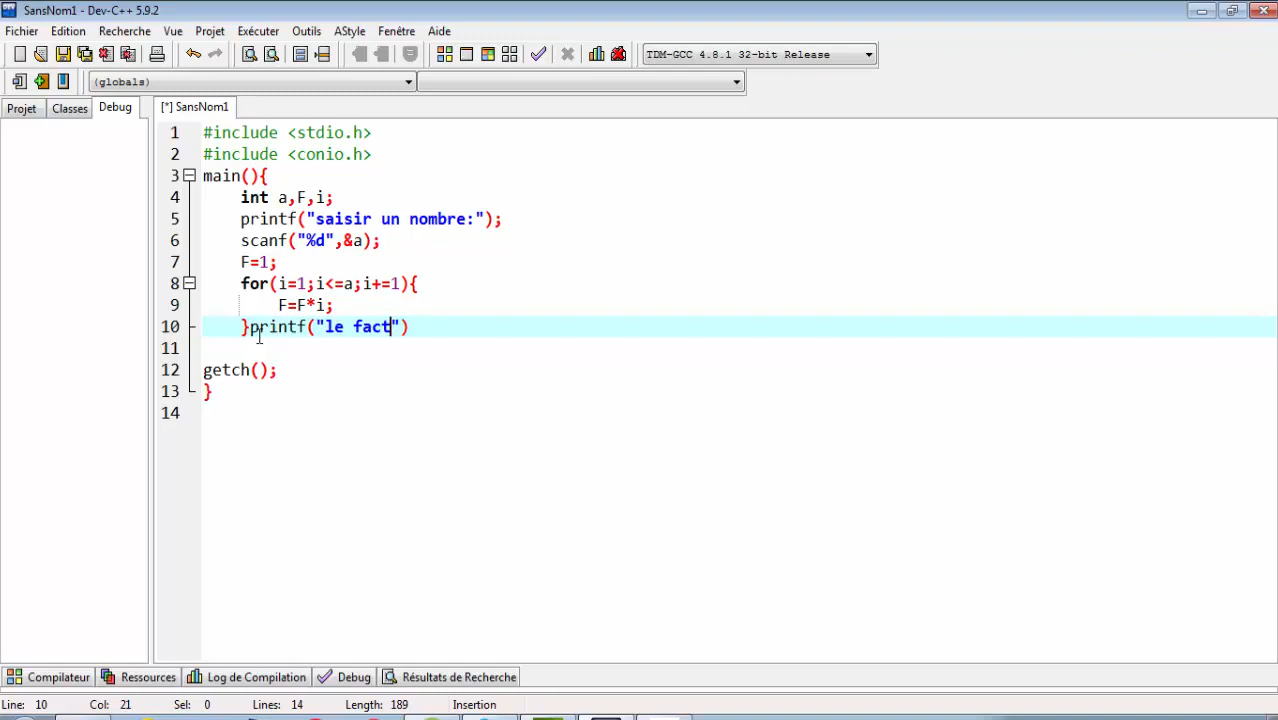 SansNom1 - Dev-C++ 5.9.2
Fichier Edition Recherche Vue Projet Exécuter Outils AStyle Fenêtre Aide
TDM-GCC 4.8.1 32-bit Release
(globals)
Projet Classes Debug [*] SansNom1
1 #include <stdio.h>
2 #include <conio.h>
3 main(){
4 int a,F,i;
5 printf("saisir un nombre:");
6 scanf("%d",&a);
7 F=1;
8 for(i=1;i<=a;i+=1){
9 F=F*i;
10 }printf("le fact")
11
12 getch();
13 }
14
Compilateur Ressources Log de Compilation Debug Résultats de Recherche
Line: 10 Col: 21 Sel: 0 Lines: 14 Length: 189 Insertion